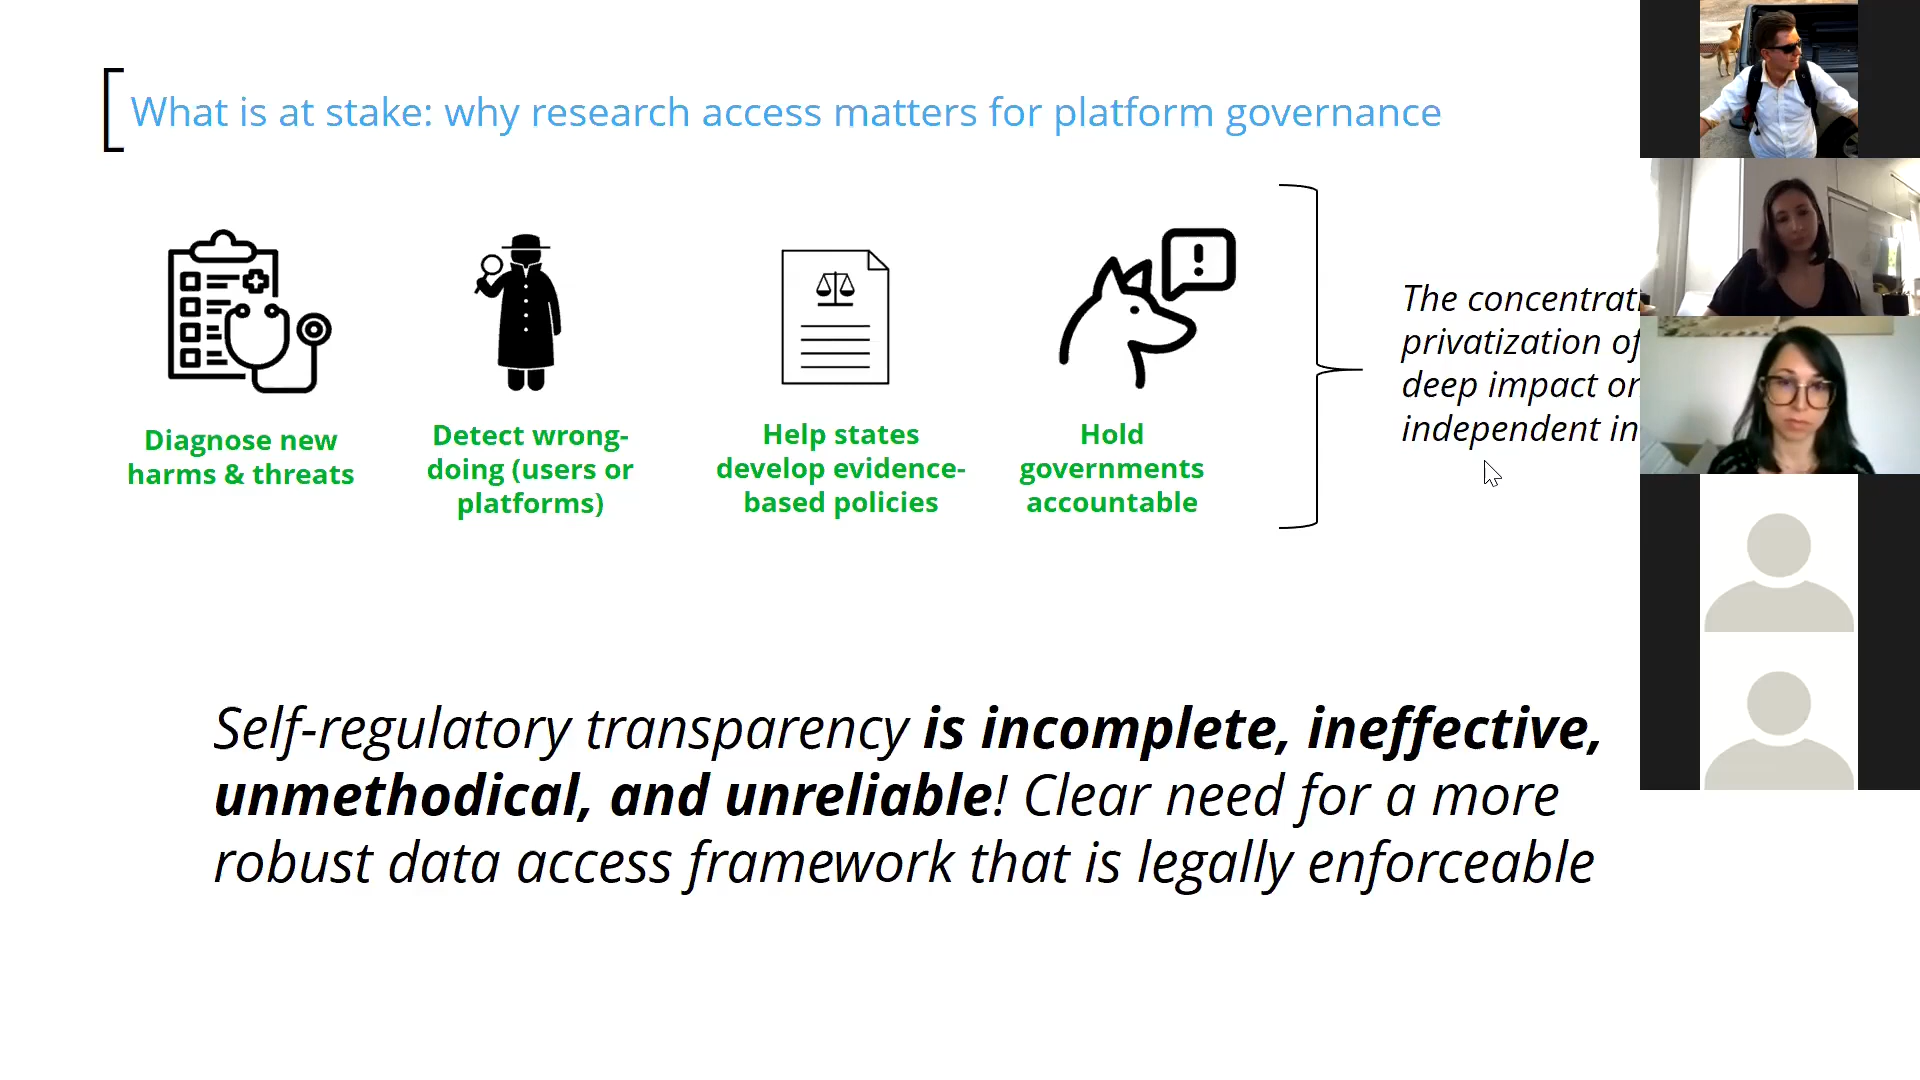 What is at stake: why research access matters for platform governance
Diagnose new
harms & threats
Detect wrong-
doing (users or
platforms)
Help states
develop evidence-
based policies
Hold
governments
accountable
The
privatization of
deep impact
independent
Self-regulatory transparency is incomplete, ineffective,
unmethodical, and unreliable! Clear need for a more
robust data access framework that is legally enforceable